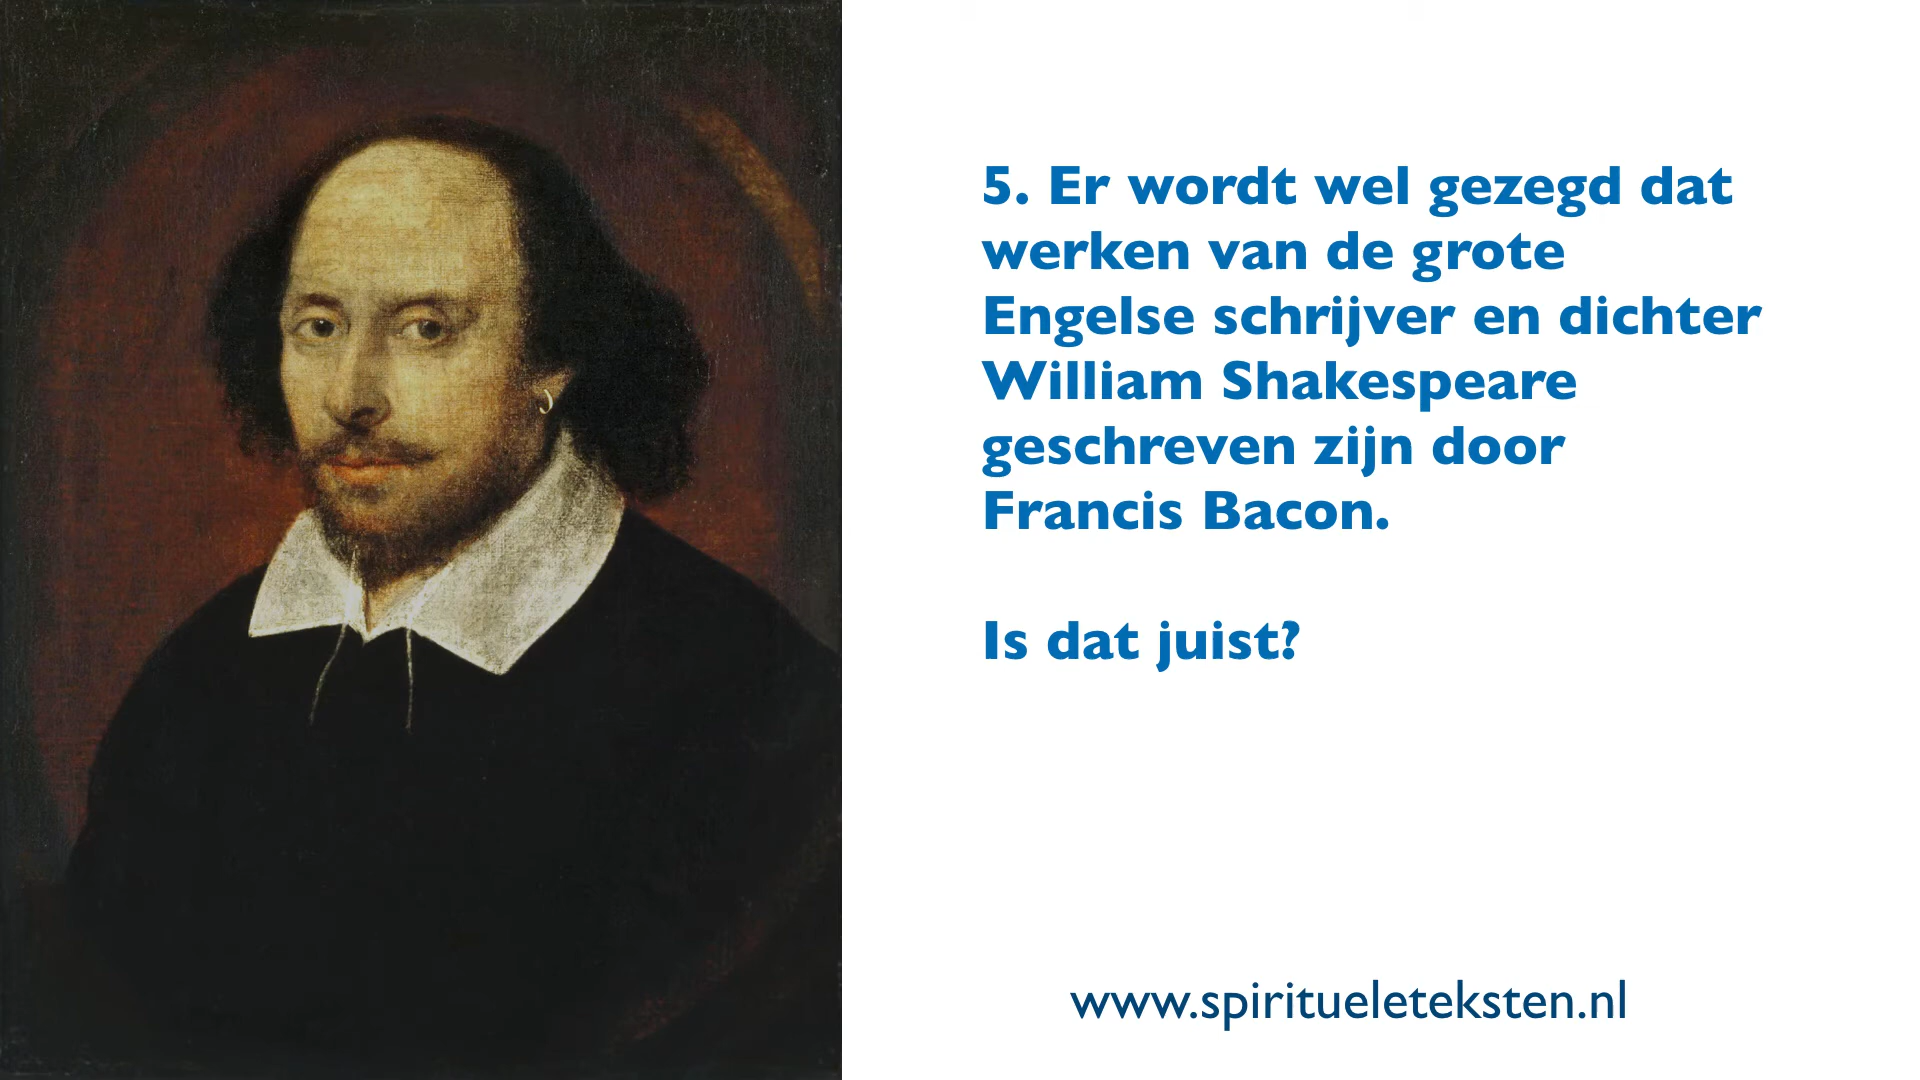 5. Er wordt wel gezegd dat
werken van de grote
Engelse schrijver en dichter
William Shakespeare
geschreven zijn door
Francis Bacon.
Is dat juist?
www.spiritueleteksten.nl